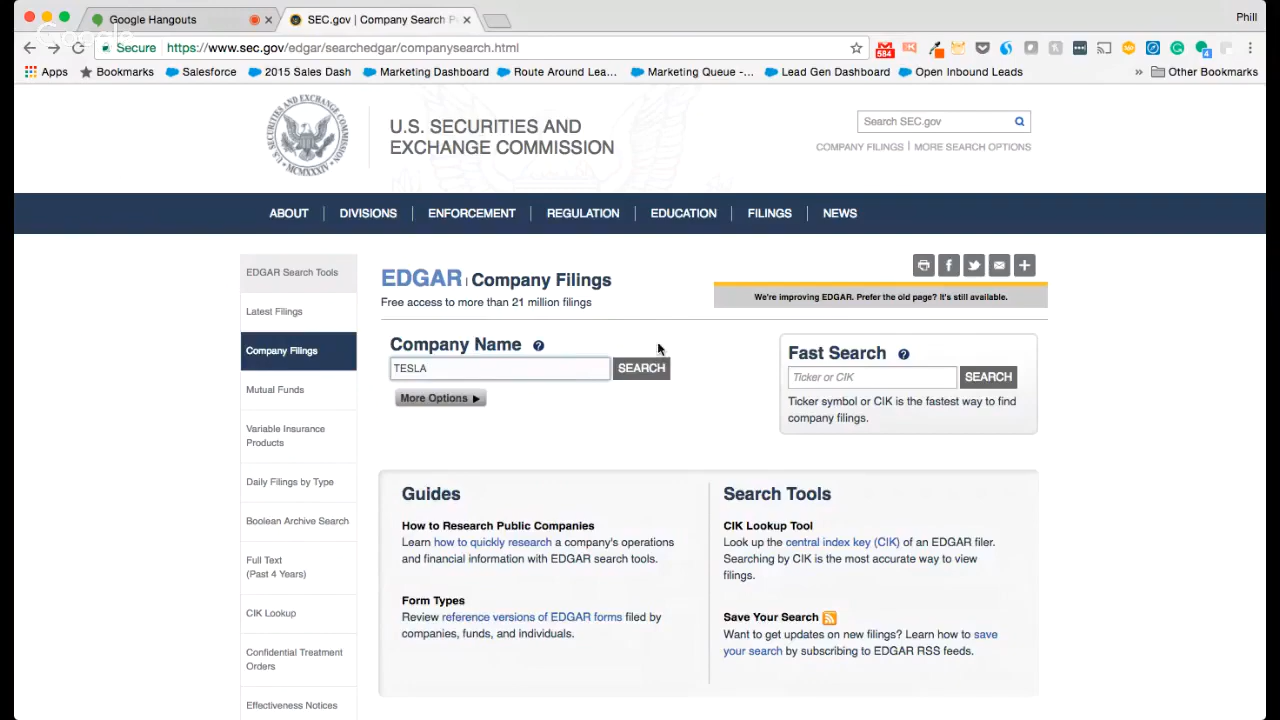 Google Hangouts
SEC.gov | Company Search P
Phill
Google
Secure https://www.sec.gov/edgar/searchedgar/companysearch.html
584
4
Apps Bookmarks Salesforce 2015 Sales Dash Marketing Dashboard Route Around Lea... Marketing Queue -... Lead Gen Dashboard Open Inbound Leads » Other Bookmarks
U.S. SECURITIES AND
EXCHANGE COMMISSION
Search SEC.gov
COMPANY FILINGS | MORE SEARCH OPTIONS
ABOUT DIVISIONS ENFORCEMENT REGULATION EDUCATION FILINGS NEWS
EDGAR Search Tools
Latest Filings
Company Filings
Mutual Funds
Variable Insurance
Products
Daily Filings by Type
Boolean Archive Search
Full Text
(Past 4 Years)
CIK Lookup
Confidential Treatment
Orders
Effectiveness Notices
EDGAR | Company Filings
Free access to more than 21 million filings
We're improving EDGAR. Prefer the old page? It's still available.
Company Name ?
TESLA SEARCH
More Options ▶
Fast Search ?
Ticker or CIK SEARCH
Ticker symbol or CIK is the fastest way to find
company filings.
Guides
How to Research Public Companies
Learn how to quickly research a company's operations
and financial information with EDGAR search tools.
Form Types
Review reference versions of EDGAR forms filed by
companies, funds, and individuals.
Search Tools
CIK Lookup Tool
Look up the central index key (CIK) of an EDGAR filer.
Searching by CIK is the most accurate way to view
filings.
Save Your Search
Want to get updates on new filings? Learn how to save
your search by subscribing to EDGAR RSS feeds.